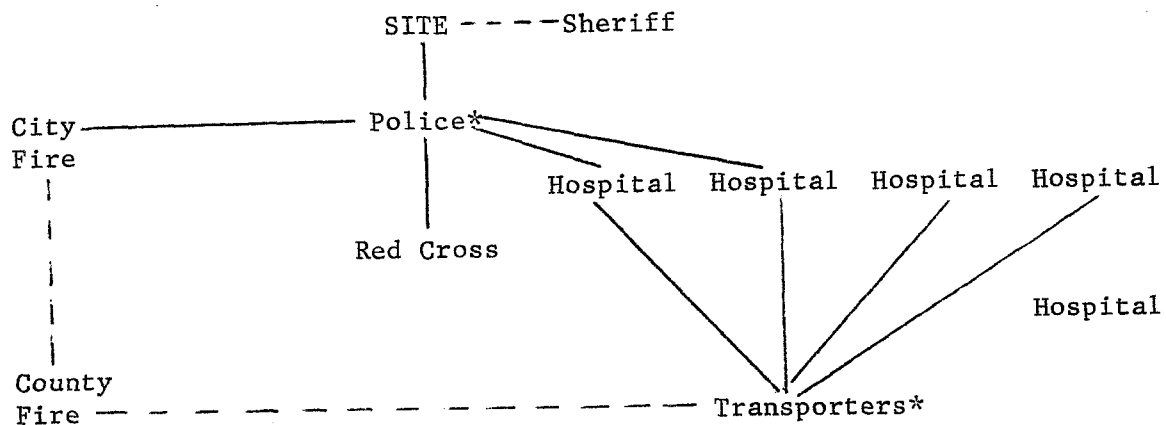 SITE Sheriff
City
Fire
Police*
Hospital Hospital Hospital Hospital
Red Cross
Hospital
County
Fire
Transporters*